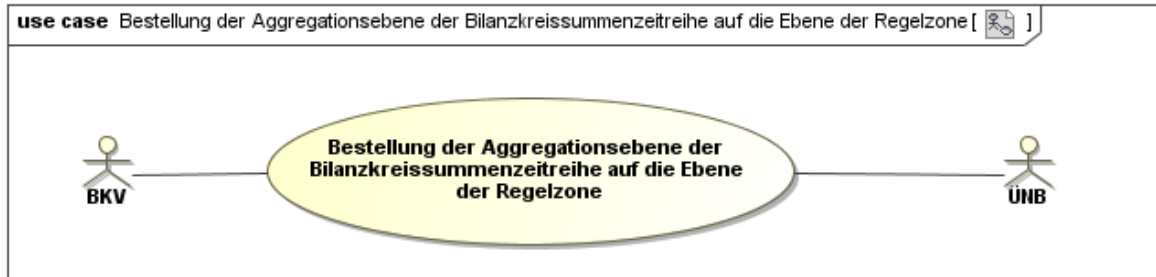 use case Bestellung der Aggregationsebene der Bilanzkreissummenzeitreihe auf die Ebene der Regelzone [ ]
Bestellung der Aggregationsebene der
Bilanzkreissummenzeitreihe auf die Ebene
der Regelzone
BKV
ÜNB